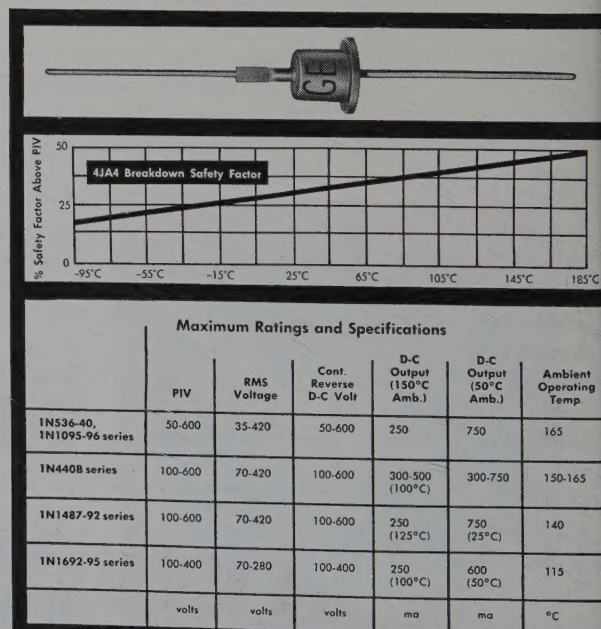 GE
% Safety Factor Above PIV
50
25
0
4JA4 Breakdown Safety Factor
-95°C -55°C -15°C 25°C 65°C 105°C 145°C 185°C
Maximum Ratings and Specifications
PIV
RMS
Voltage
Cont.
Reverse
D-C Volt
D-C
Output
(150°C
Amb.)
D-C
Output
(50°C
Amb.)
Ambient
Operating
Temp.
1N536-40,
1N1095-96 series
50-600 35-420 50-600 250 750 165
1N440B series 100-600 70-420 100-600 300-500 300-750 150-165
(100°C)
1N1487-92 series 100-600 70-420 100-600 250 750 140
(125°C) (25°C)
1N1692-95 series 100-400 70-280 100-400 250 600 115
(100°C) (50°C)
volts volts volts ma ma °C